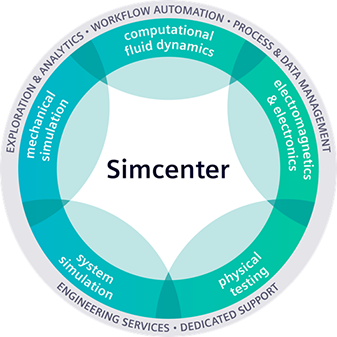 EXPLORATION & ANALYTICS • WORKFLOW AUTOMATION • PROCESS & DATA MANAGEMENT
computational
fluid dynamics
mechanical
simulation
electromagnetics
& electronics
Simcenter
system
simulation
physical
testing
ENGINEERING SERVICES • DEDICATED SUPPORT